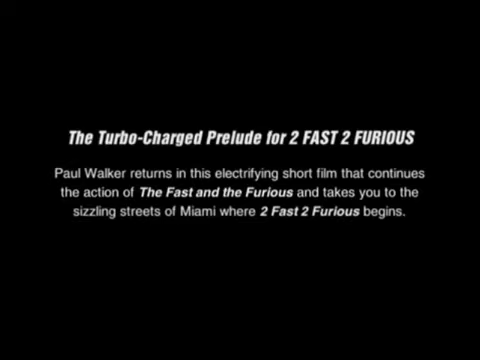 The Turbo-Charged Prelude for 2 FAST 2 FURIOUS
Paul Walker returns in this electrifying short film that continues
the action of The Fast and the Furious and takes you to the
sizzling streets of Miami where 2 Fast 2 Furious begins.